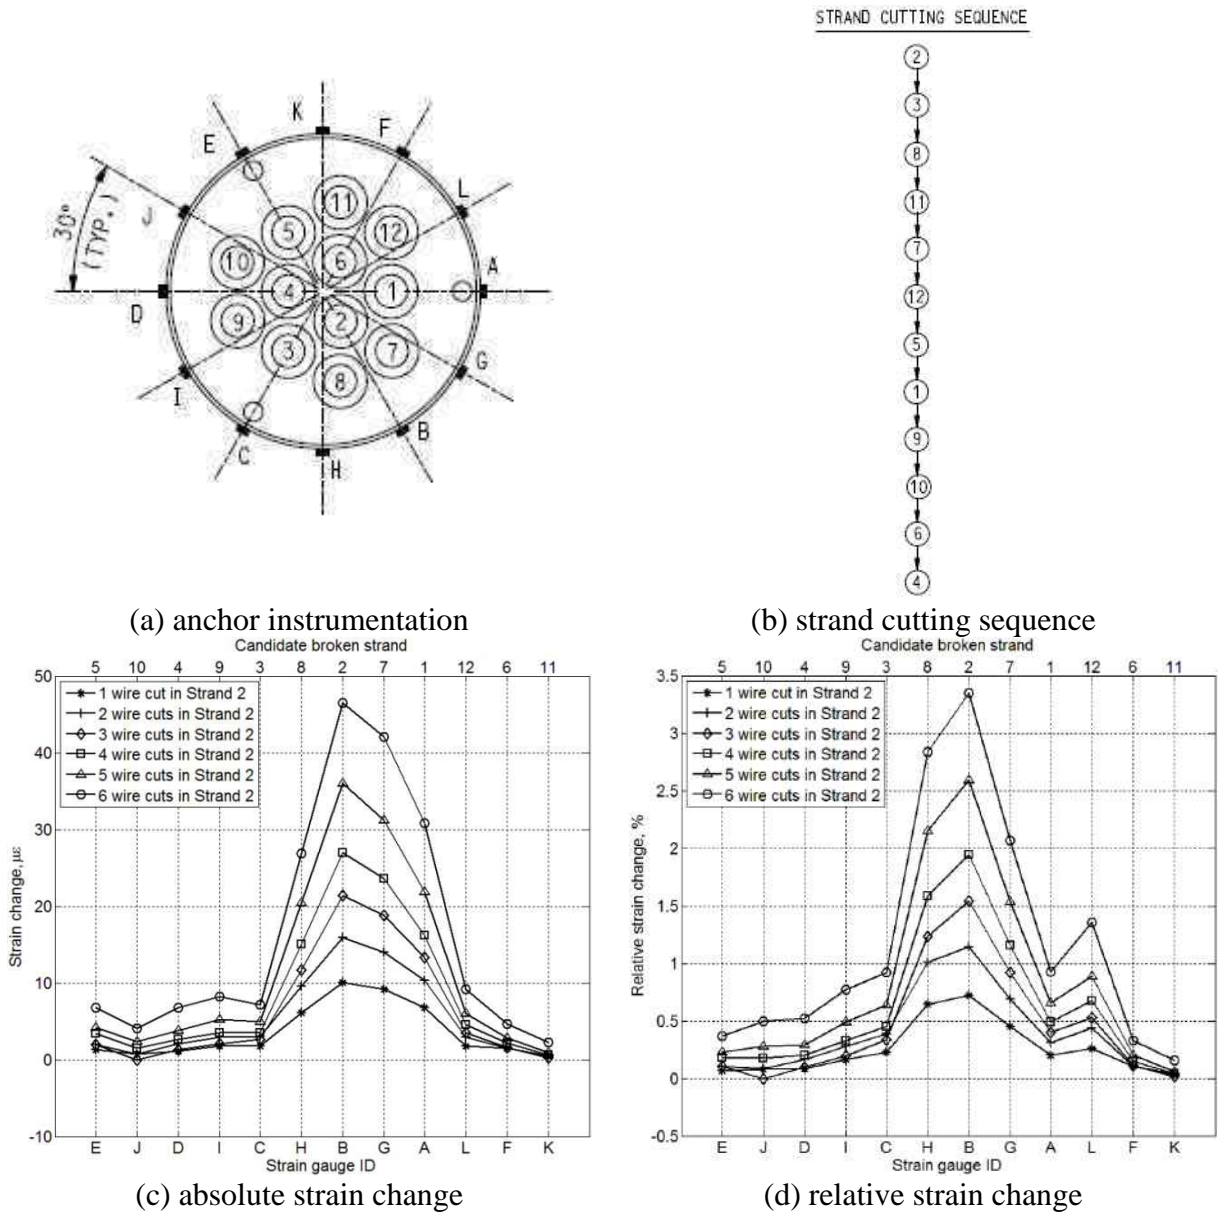 K
F
E
L
J
30°
(TYP.)
11
5
12
10
6
A
4
1
D
9
2
3
7
G
8
I
B
C
H
STRAND CUTTING SEQUENCE
2
3
8
11
7
12
5
1
9
10
6
4
(a) anchor instrumentation
(b) strand cutting sequence
Candidate broken strand
5 10 4 9 3 8 2 7 1 12 6 11
50
40
30
20
10
0
-10
Strain change, με
1 wire cut in Strand 2
2 wire cuts in Strand 2
3 wire cuts in Strand 2
4 wire cuts in Strand 2
5 wire cuts in Strand 2
6 wire cuts in Strand 2
E J D I C H B G A L F K
Strain gauge ID
(c) absolute strain change
Candidate broken strand
5 10 4 9 3 8 2 7 1 12 6 11
3.5
3
2.5
2
1.5
1
0.5
0
-0.5
Relative strain change, %
1 wire cut in Strand 2
2 wire cuts in Strand 2
3 wire cuts in Strand 2
4 wire cuts in Strand 2
5 wire cuts in Strand 2
6 wire cuts in Strand 2
E J D I C H B G A L F K
Strain gauge ID
(d) relative strain change